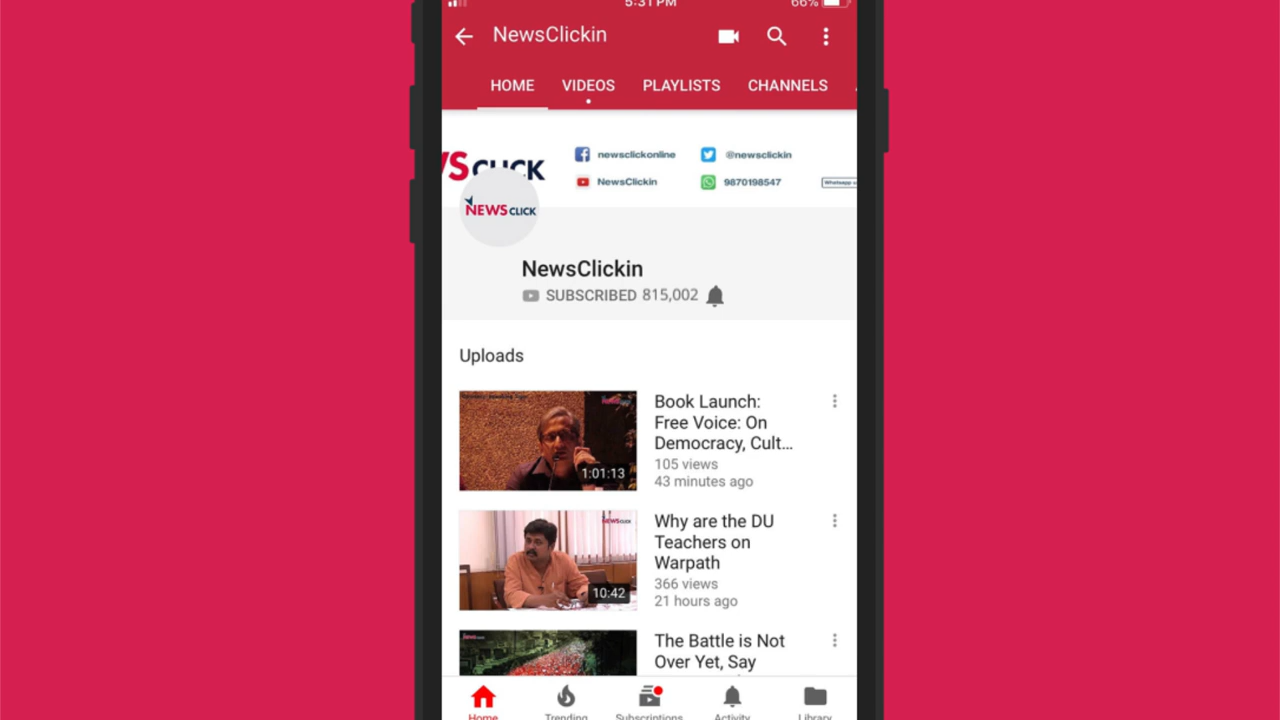 5:31 PM
66%
NewsClickin
HOME VIDEOS PLAYLISTS CHANNELS
WS CLICK
newsclickonline
@newsclickin
NewsClickin
9870198547
Whatsapp
NEWS CLICK
NewsClickin
SUBSCRIBED 815,002
Uploads
Book Launch:
Free Voice: On
Democracy, Cult...
105 views
43 minutes ago
1:01:13
NEWS CLICK
Why are the DU
Teachers on
Warpath
366 views
21 hours ago
10:42
The Battle is Not
Over Yet, Say
Home Trending Subscriptions Activity Library